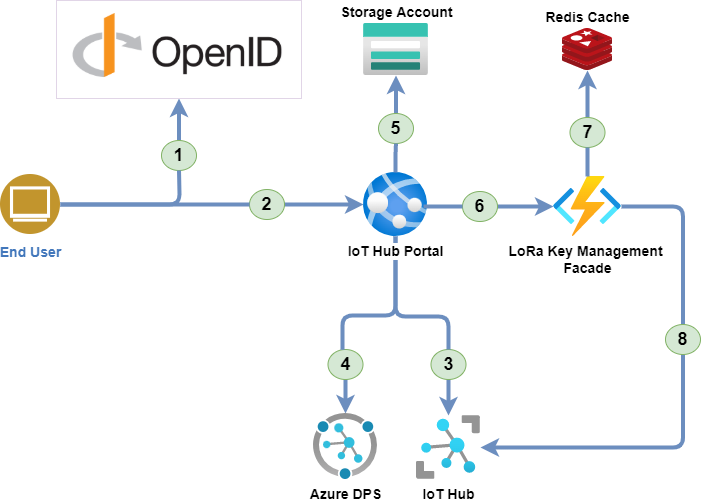 Storage Account
Redis Cache
OpenID
5
7
1
2
6
End User
IoT Hub Portal
LoRa Key Management
Facade
4
3
8
Azure DPS
IoT Hub